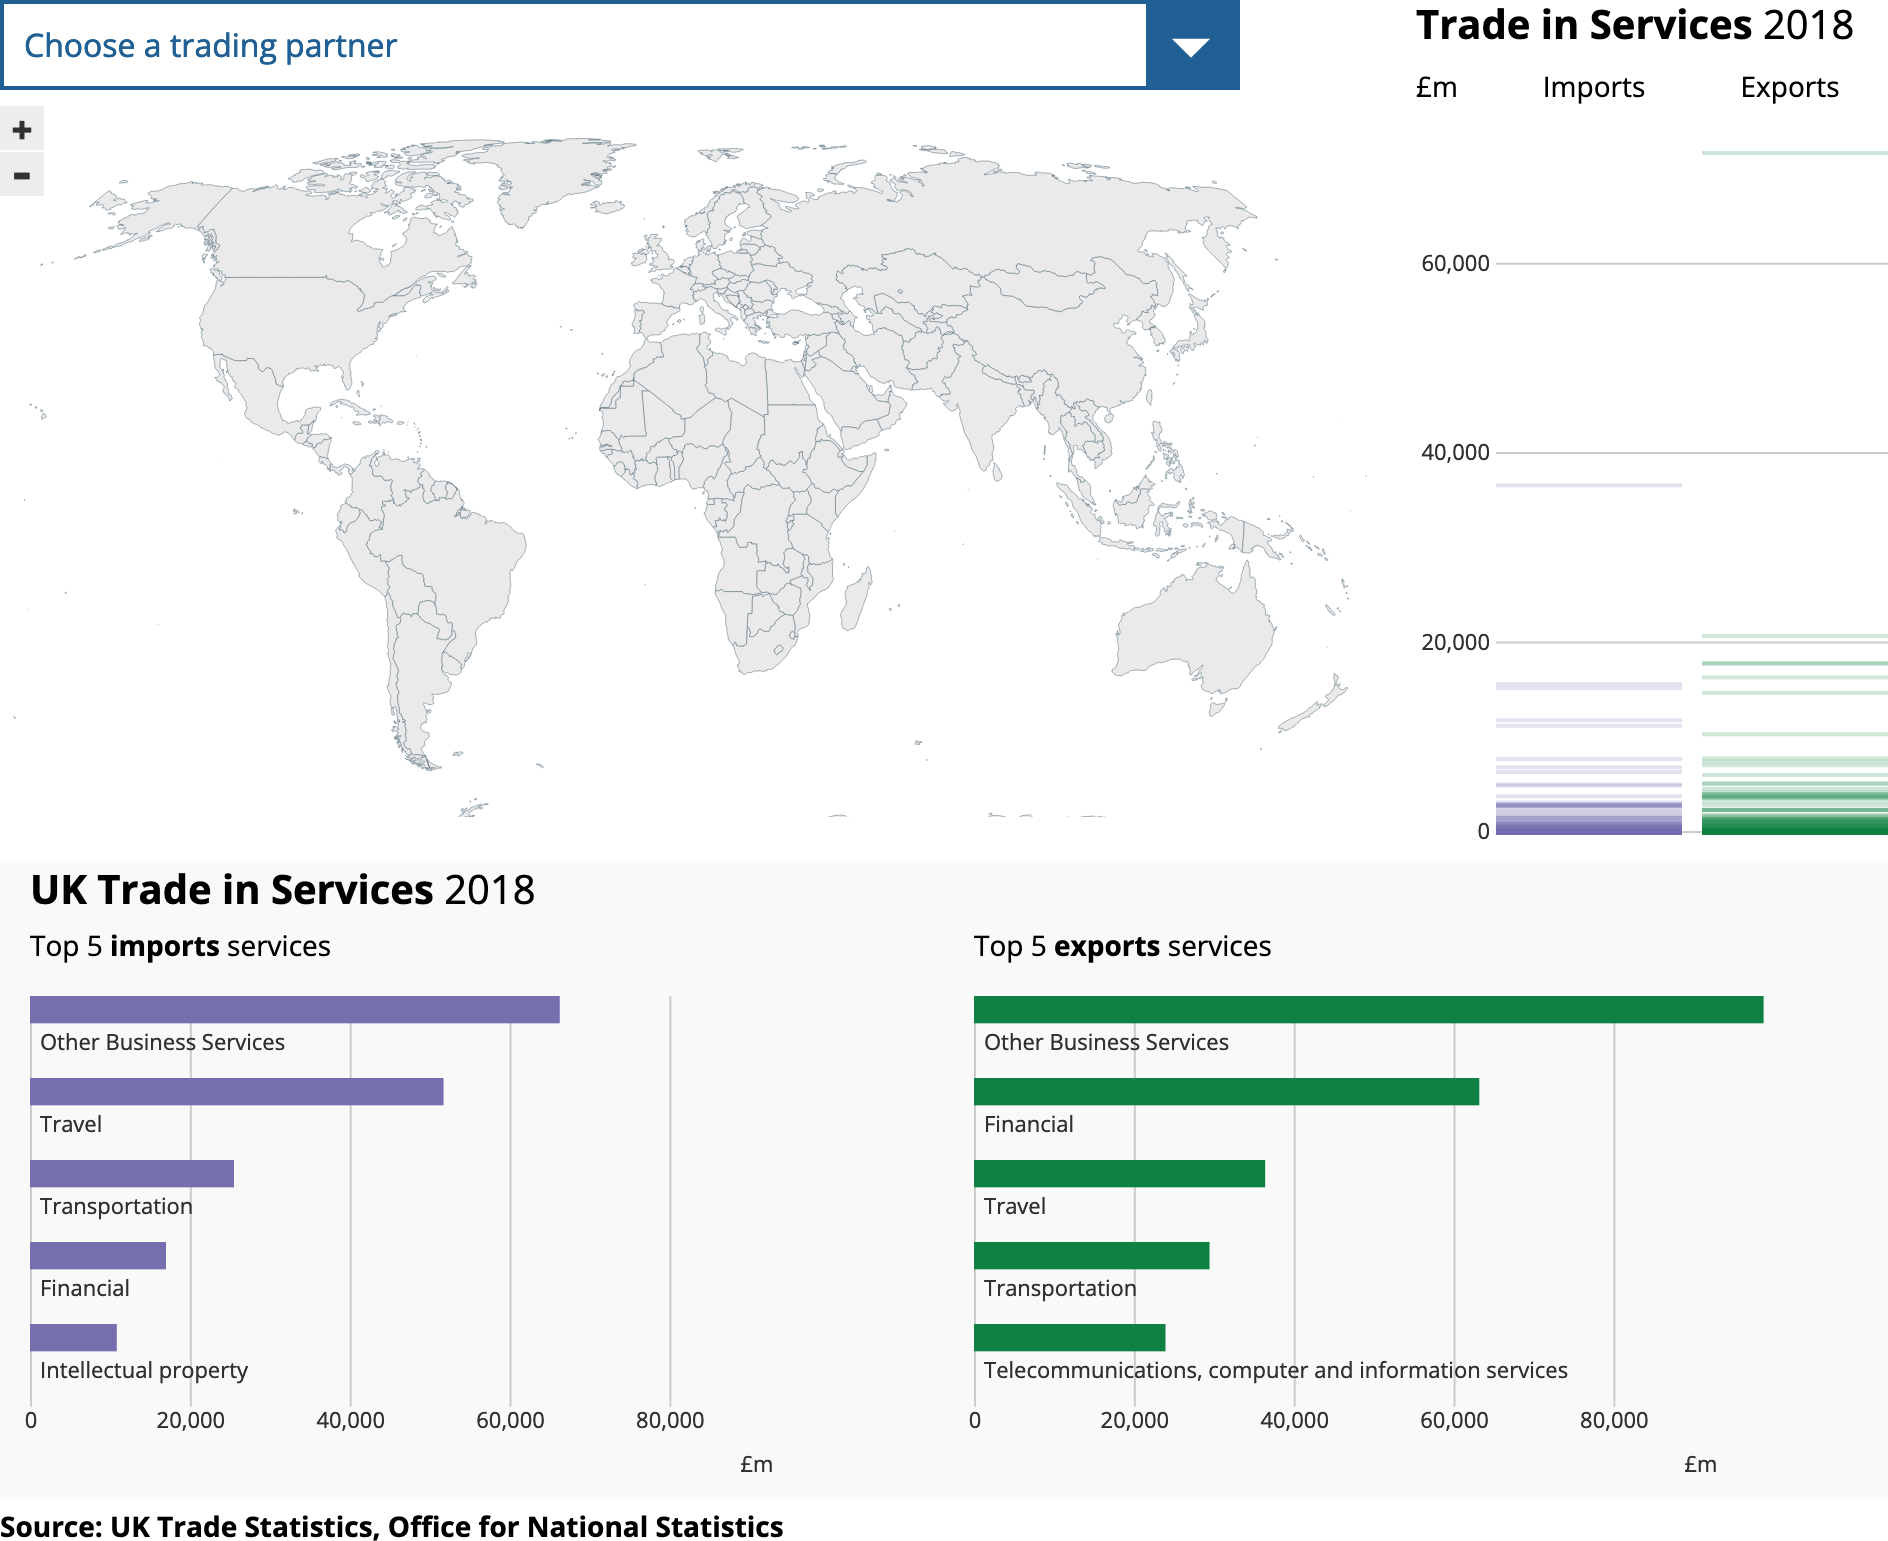 Choose a trading partner
+
-
Trade in Services 2018
£m Imports Exports
60,000
40,000
20,000
0
UK Trade in Services 2018
Top 5 imports services
Other Business Services
Travel
Transportation
Financial
Intellectual property
0 20,000 40,000 60,000 80,000
£m
Top 5 exports services
Other Business Services
Financial
Travel
Transportation
Telecommunications, computer and information services
0 20,000 40,000 60,000 80,000
£m
Source: UK Trade Statistics, Office for National Statistics